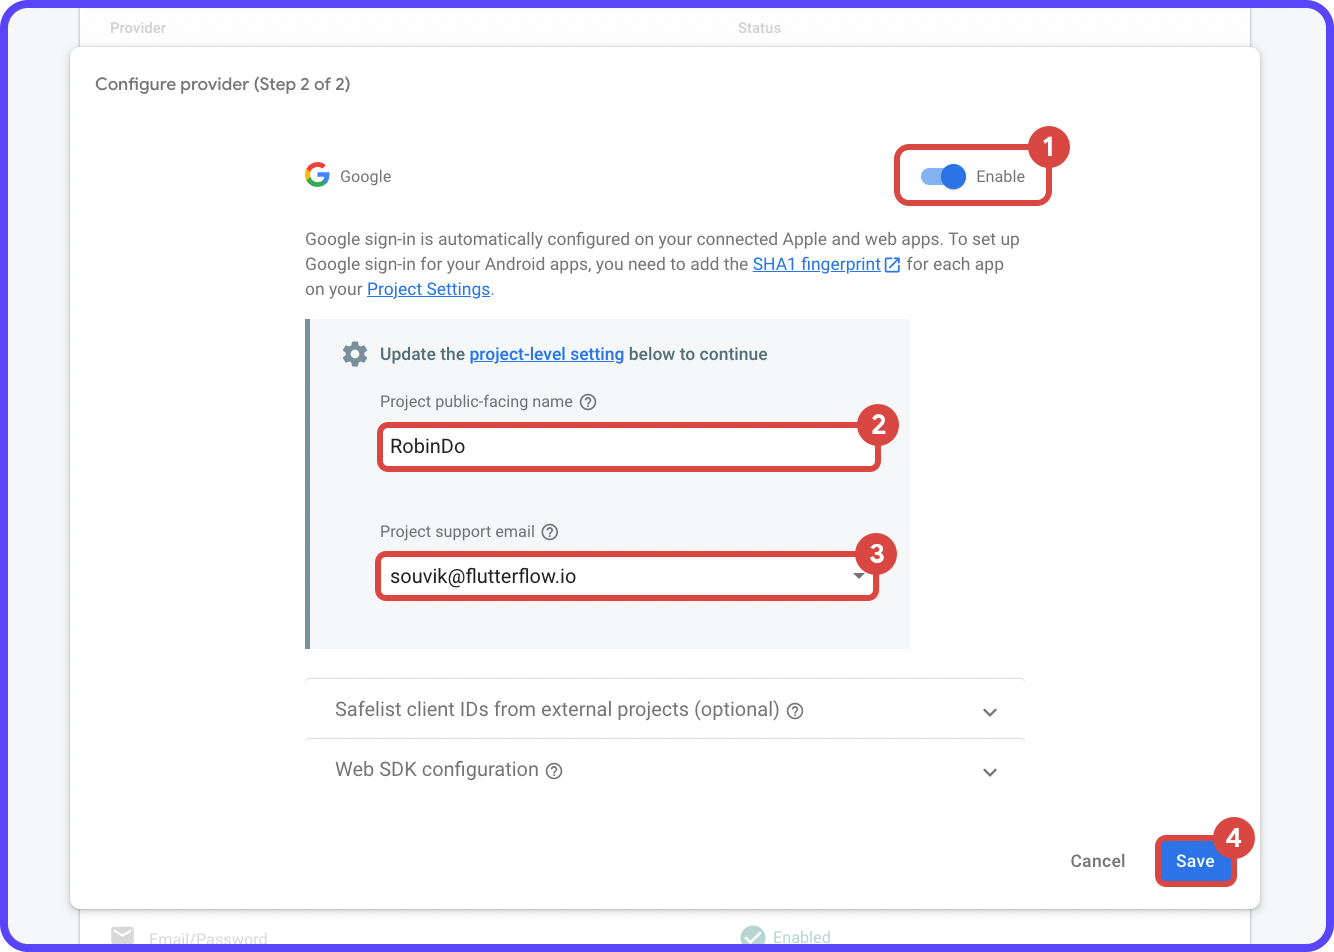 Provider Status
Configure provider (Step 2 of 2)
1
Google Enable
Google sign-in is automatically configured on your connected Apple and web apps. To set up
Google sign-in for your Android apps, you need to add the SHA1 fingerprint for each app
on your Project Settings.
Update the project-level setting below to continue
Project public-facing name ?
2
RobinDo
Project support email ?
3
souvik@flutterflow.io
Safelist client IDs from external projects (optional) ?
Web SDK configuration ?
4
Cancel Save
Email/Password Enabled